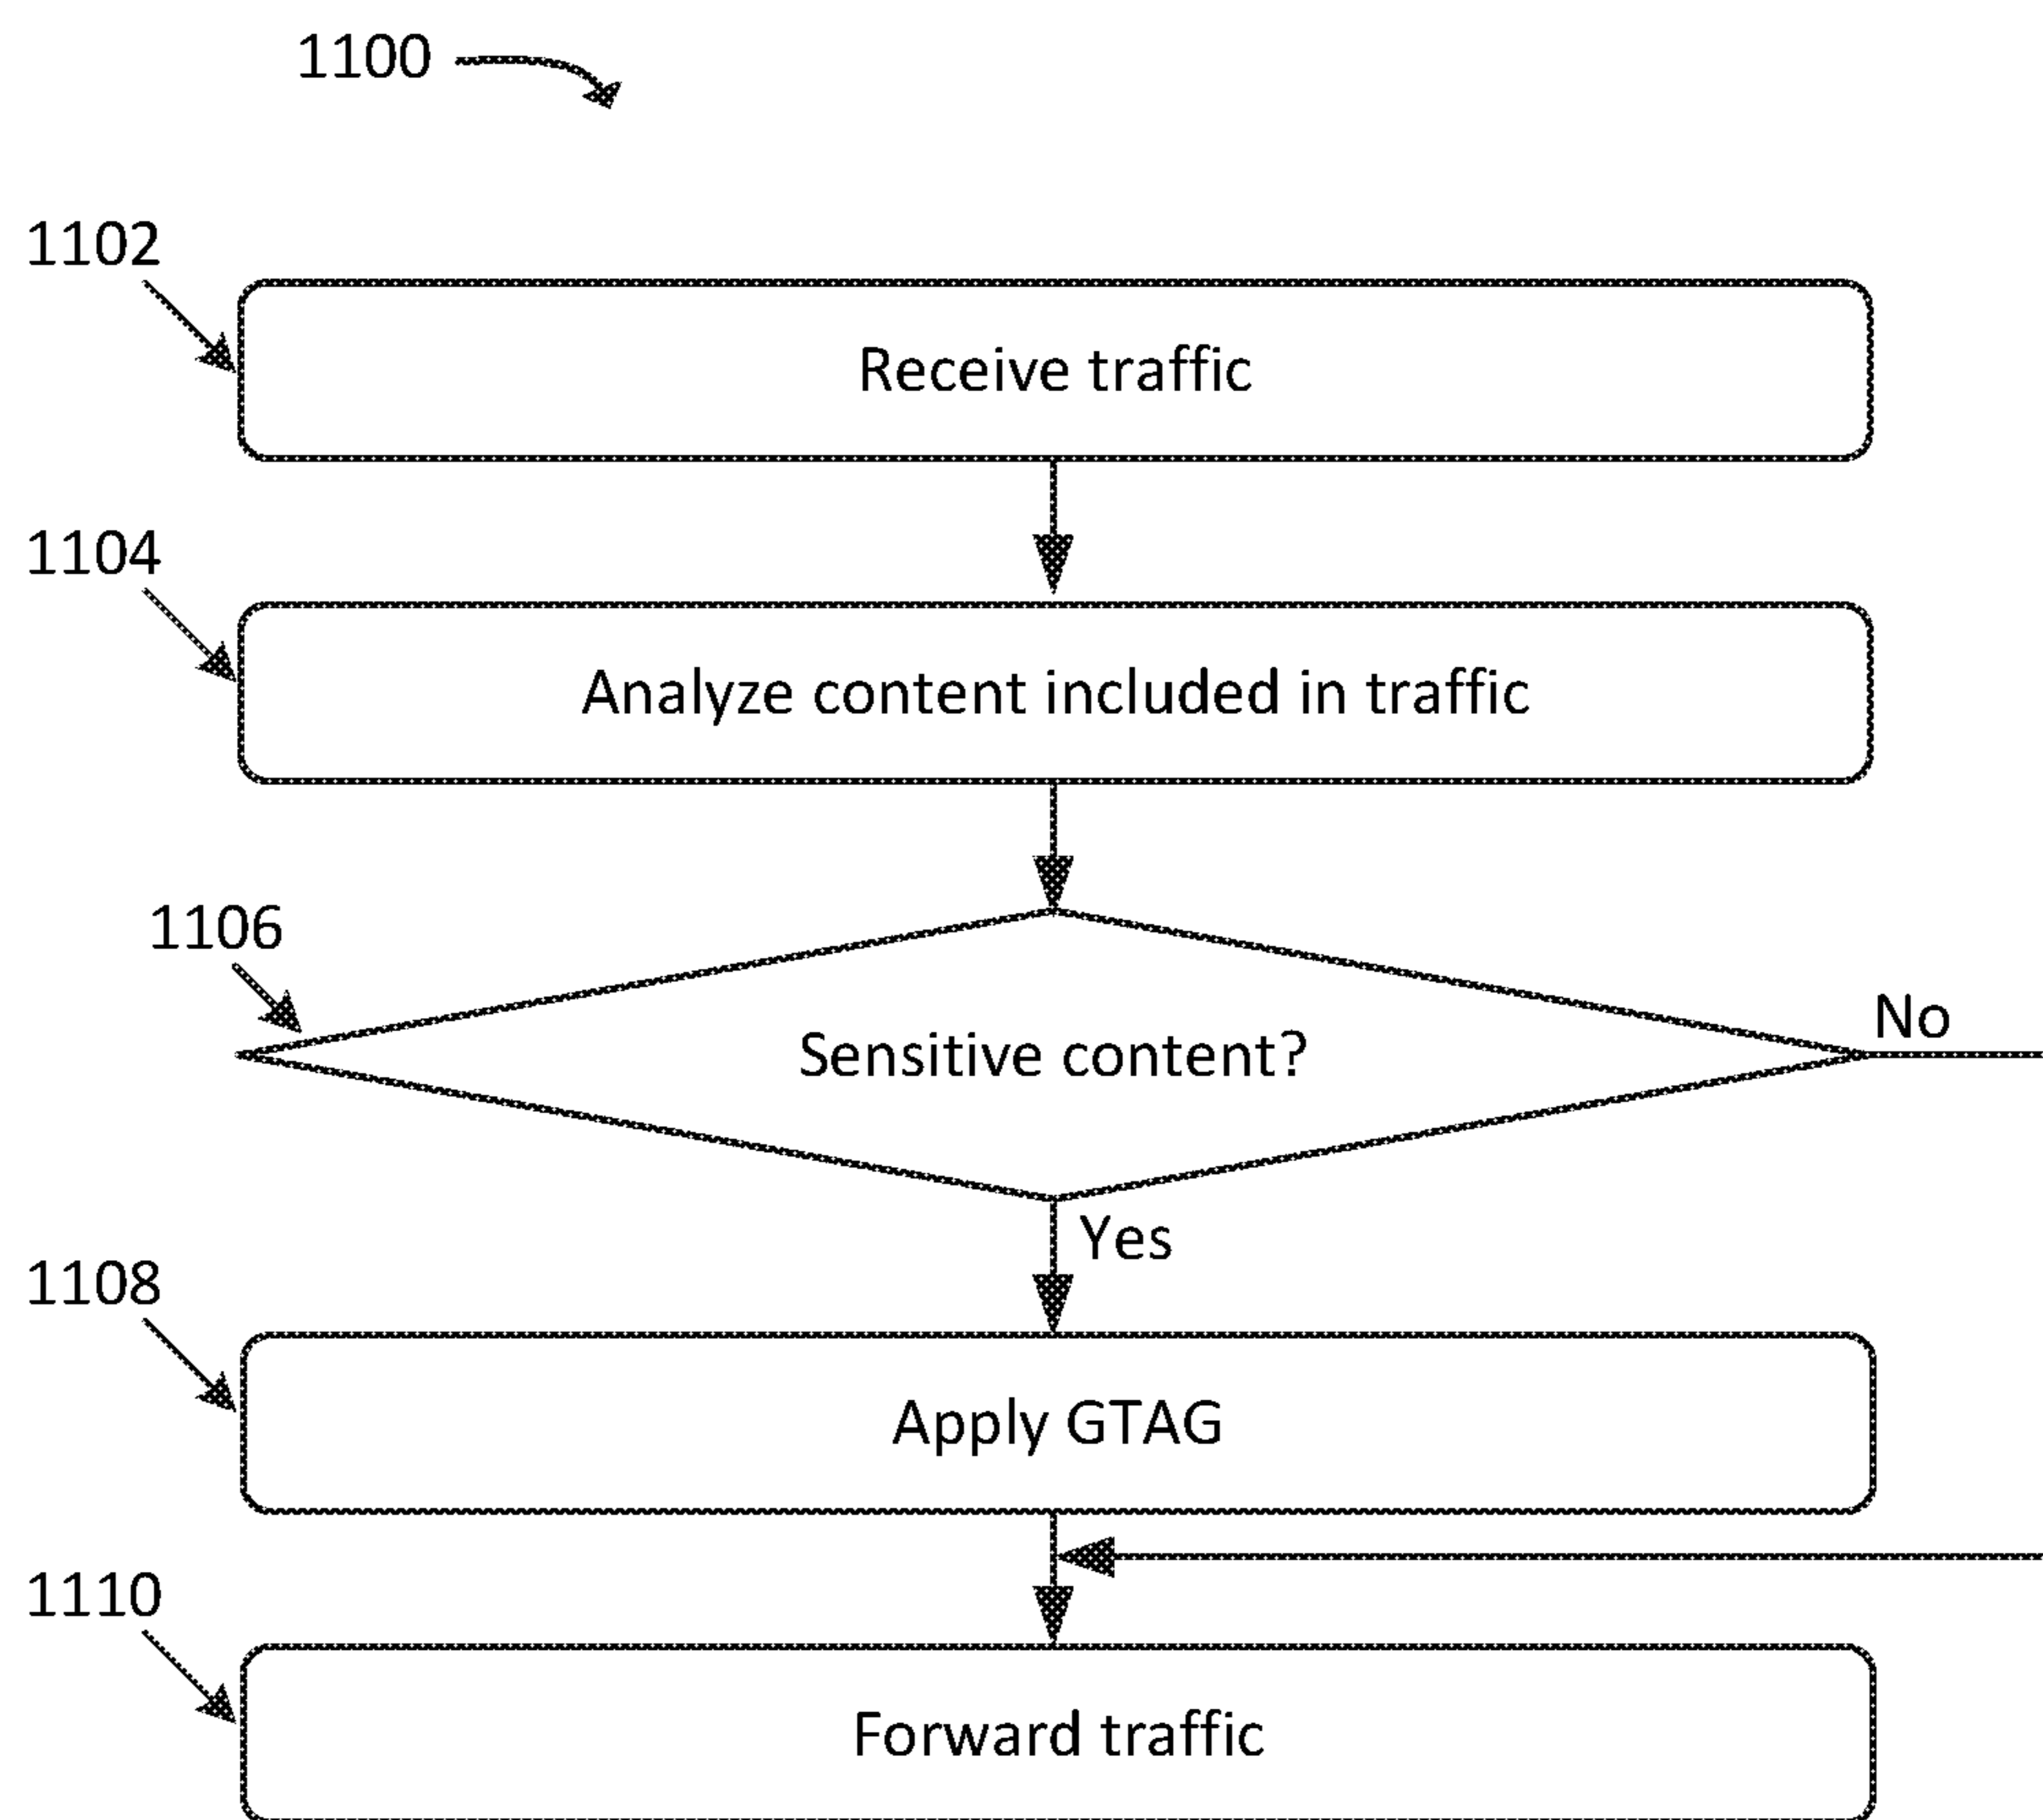 1100
1102
Receive traffic
1104
Analyze content included in traffic
1106
Sensitive content?
No
Yes
1108
Apply GTAG
1110
Forward traffic